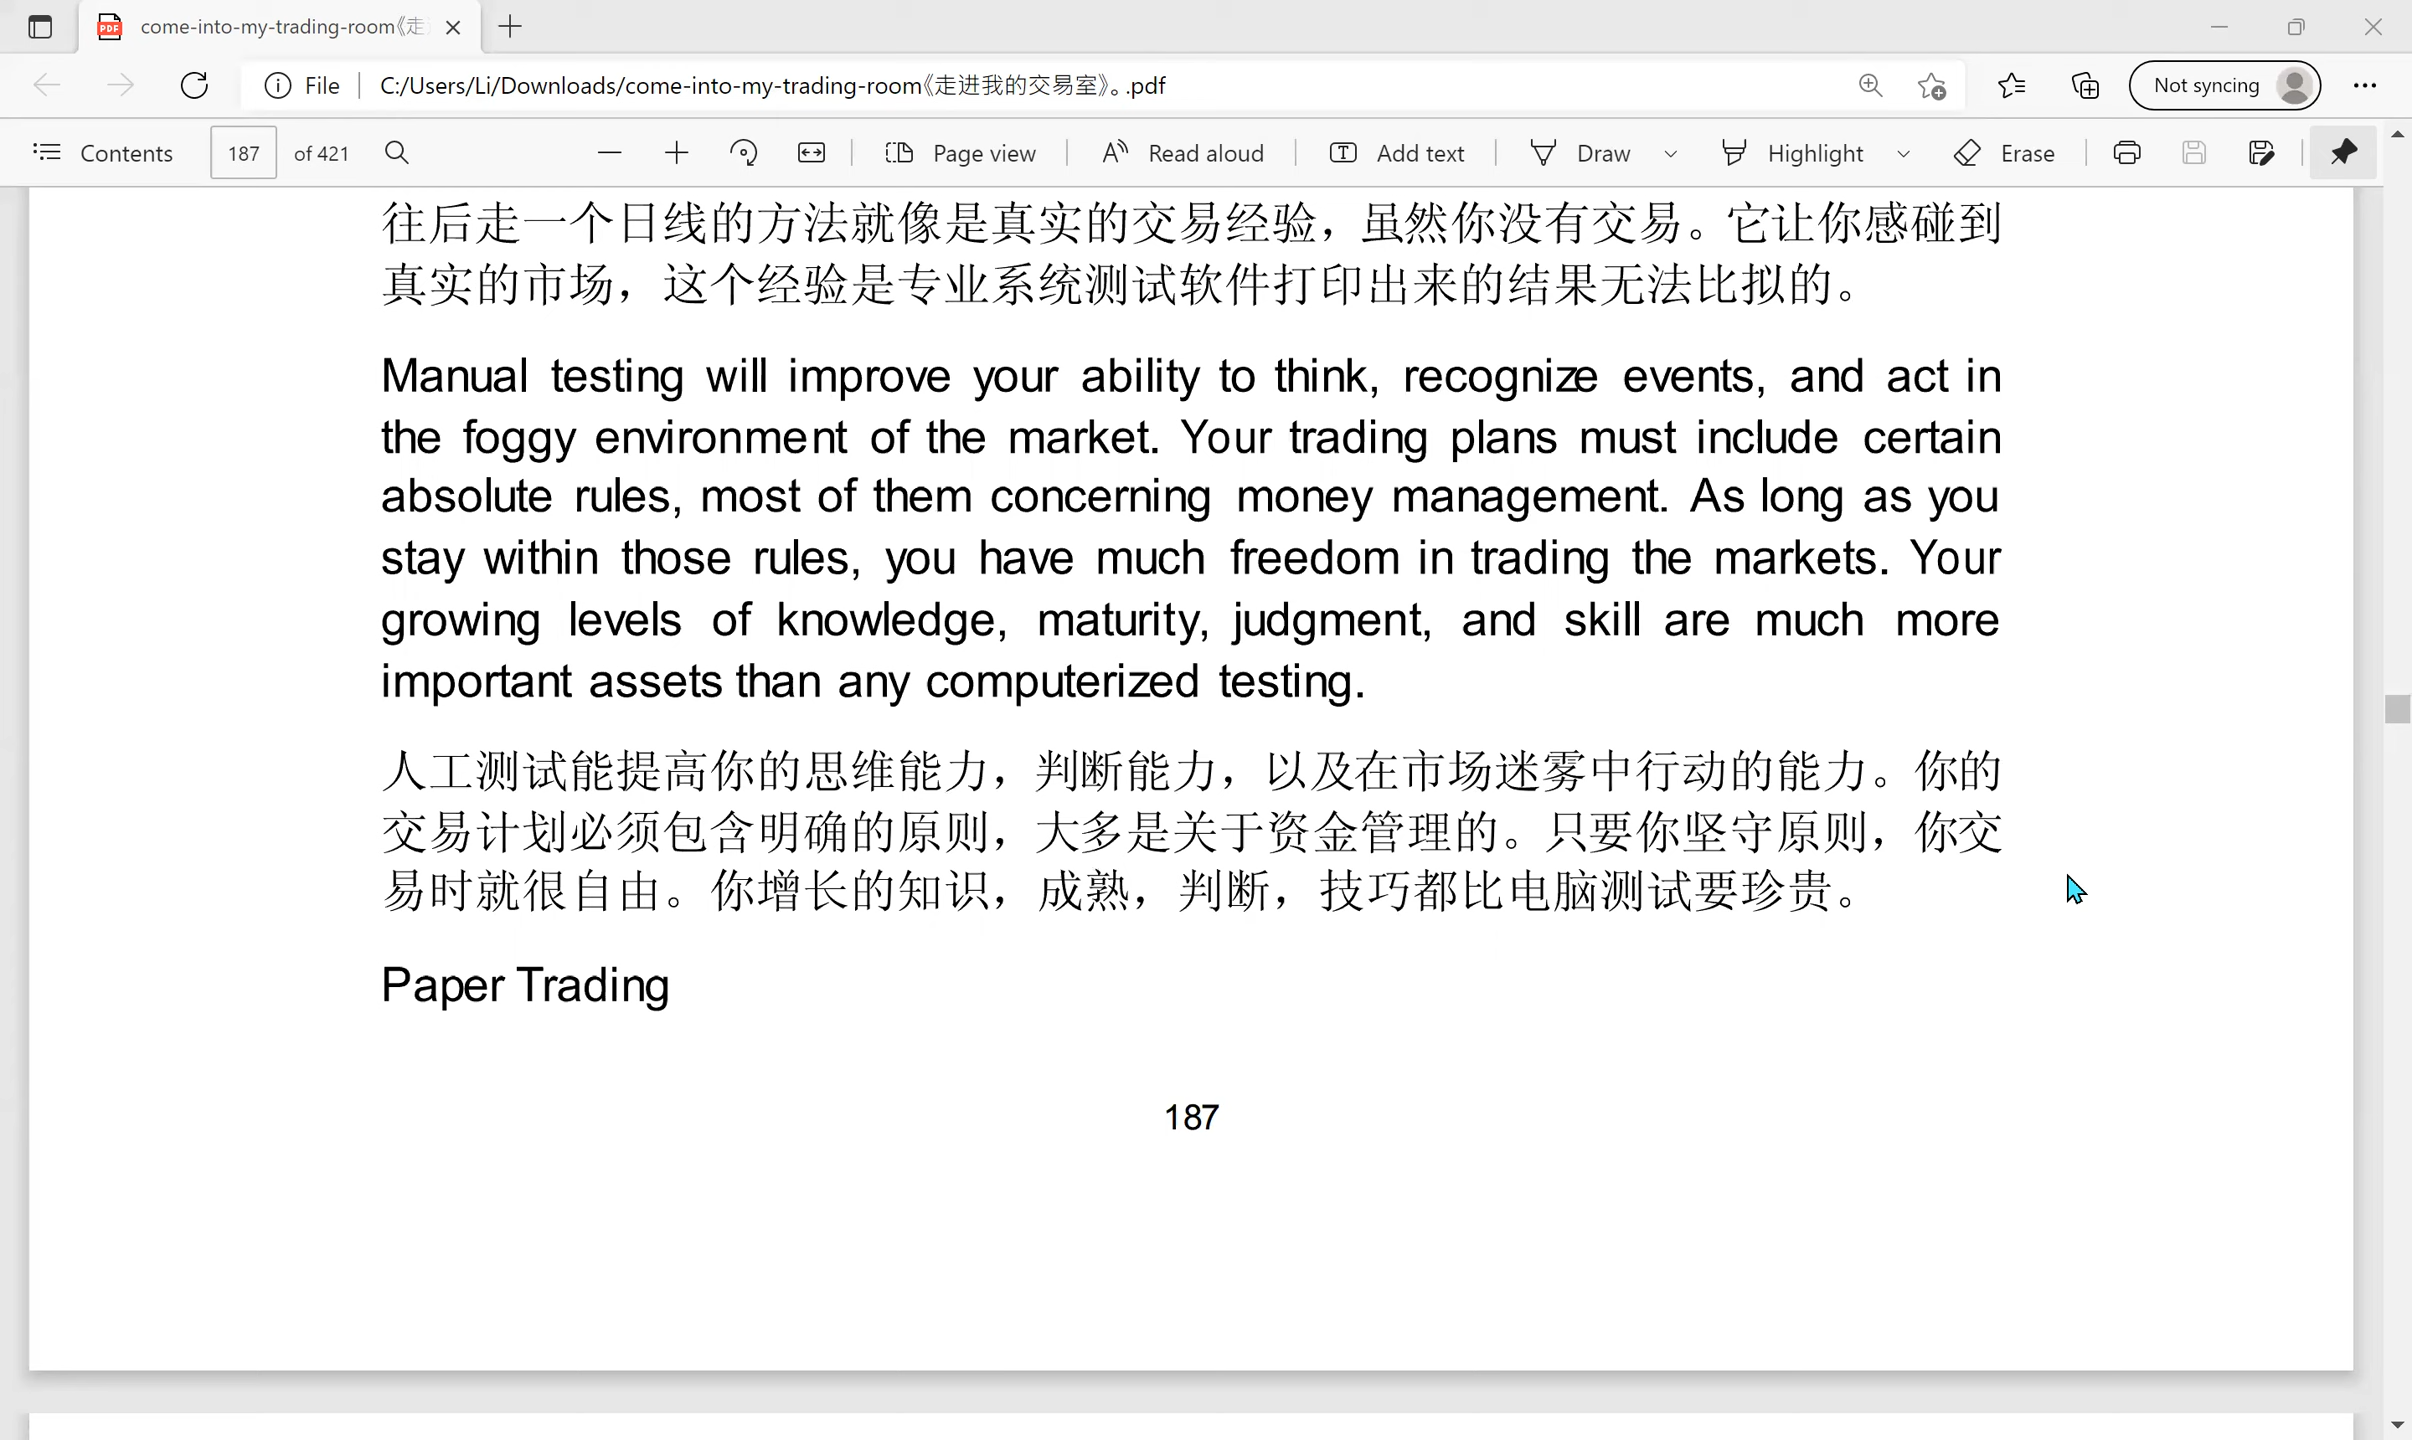 come-into-my-trading-room《走
File
C:/Users/Li/Downloads/come-into-my-trading-room《走进我的交易室》。.pdf
Not syncing
Contents
187
of 421
Page view
Read aloud
Add text
Draw
Highlight
Erase
往后走一个日线的方法就像是真实的交易经验，虽然你没有交易。它让你感碰到
真实的市场，这个经验是专业系统测试软件打印出来的结果无法比拟的。
Manual testing will improve your ability to think, recognize events, and act in
the foggy environment of the market. Your trading plans must include certain
absolute rules, most of them concerning money management. As long as you
stay within those rules, you have much freedom in trading the markets. Your
growing levels of knowledge, maturity, judgment, and skill are much more
important assets than any computerized testing.
人工测试能提高你的思维能力，判断能力，以及在市场迷雾中行动的能力。你的
交易计划必须包含明确的原则，大多是关于资金管理的。只要你坚守原则，你交
易时就很自由。你增长的知识，成熟，判断，技巧都比电脑测试要珍贵。
Paper Trading
187